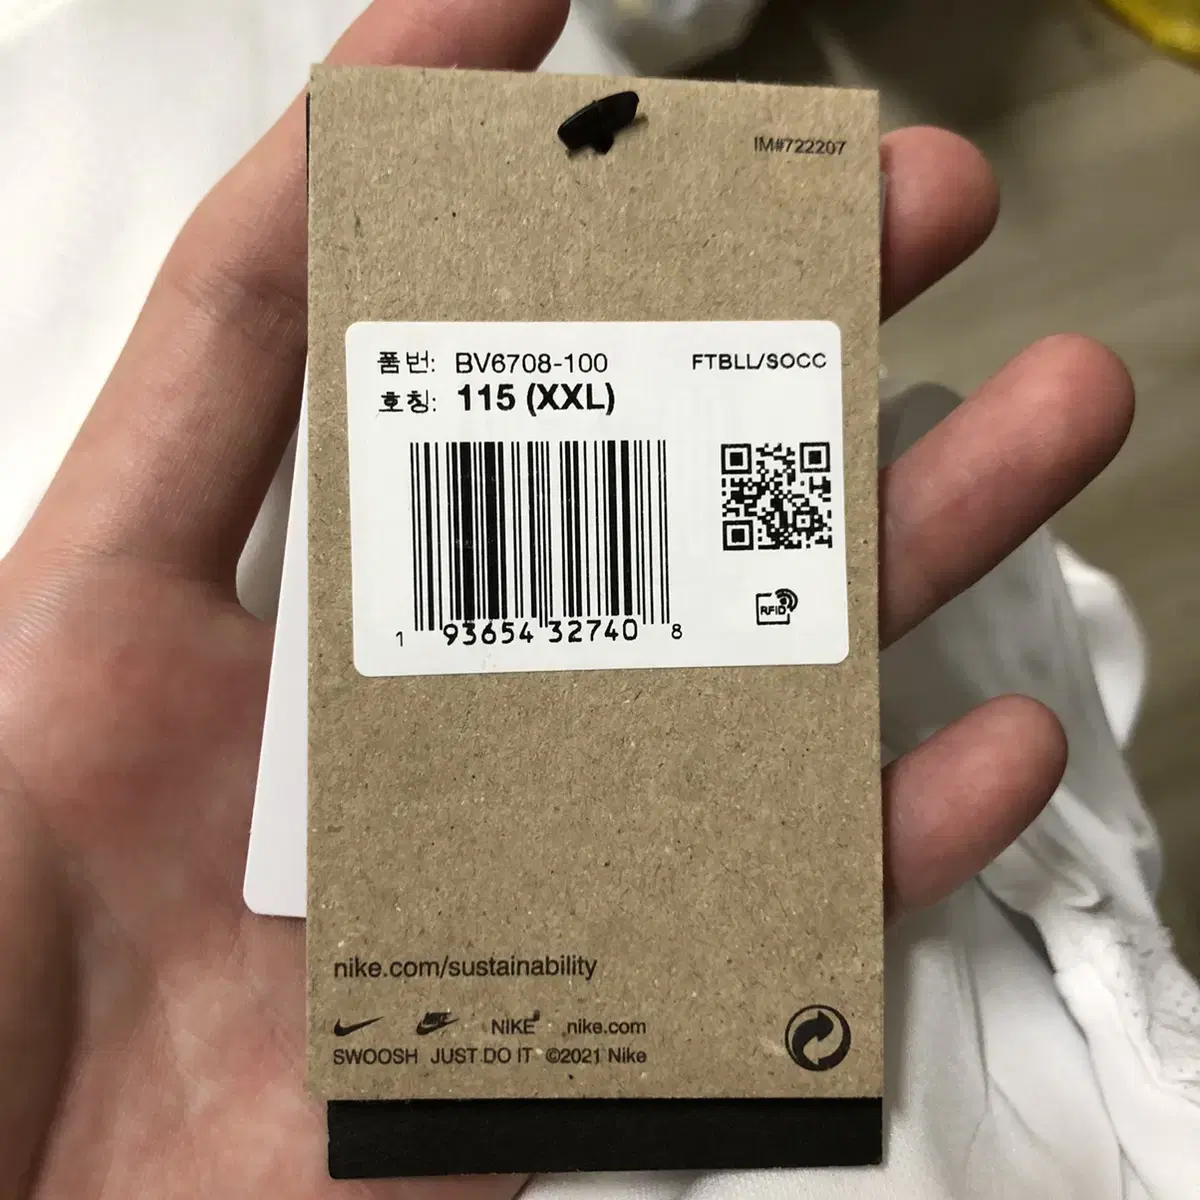 IM#722207
품번: BV6708-100 FTBLL/SOCC
호칭: 115 (XXL)
1 93654 32740 8
RFID
nike.com/sustainability
NIKE NIKE® nike.com
SWOOSH JUST DO IT ©2021 Nike